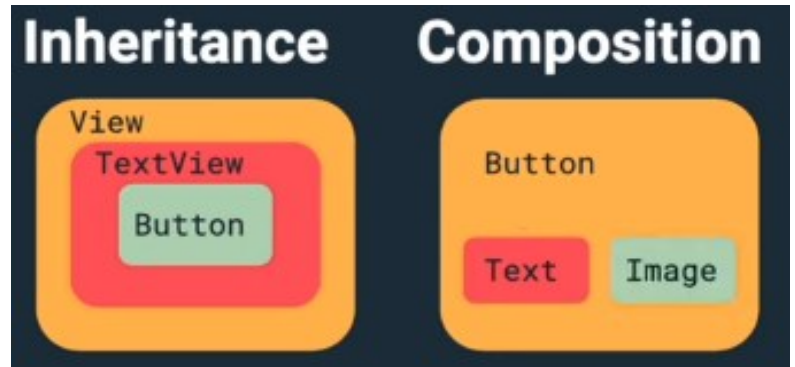 Inheritance
View
TextView
Button
Composition
Button
Text
Image